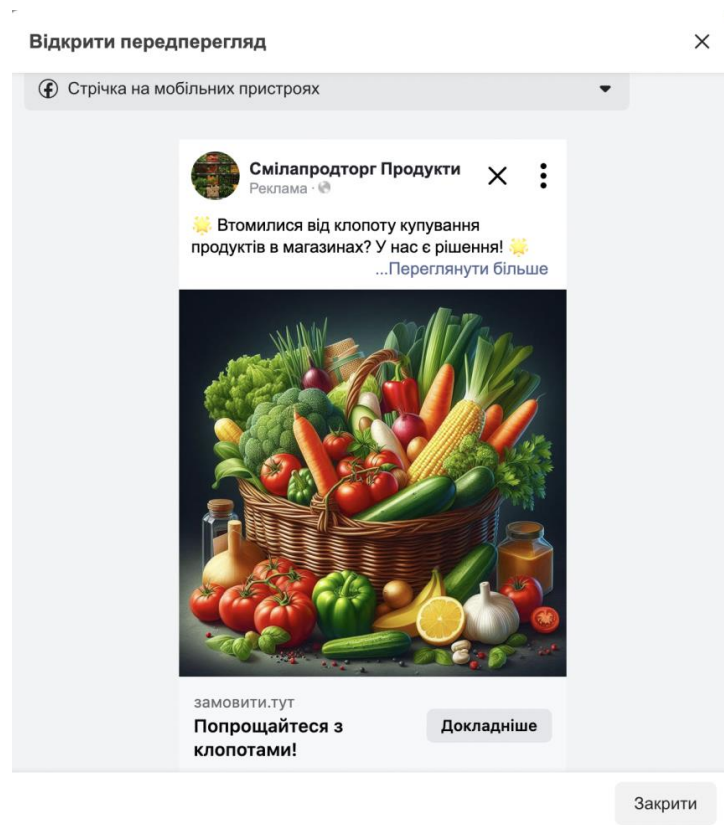 Відкрити передперегляд
Стрічка на мобільних пристроях
Смілапродторг Продукти
Реклама ·
Втомилися від клопоту купування
продуктів в магазинах? У нас є рішення!
...Переглянути більше
замовити.тут
Попрощайтеся з
клопотами!
Докладніше
Закрити